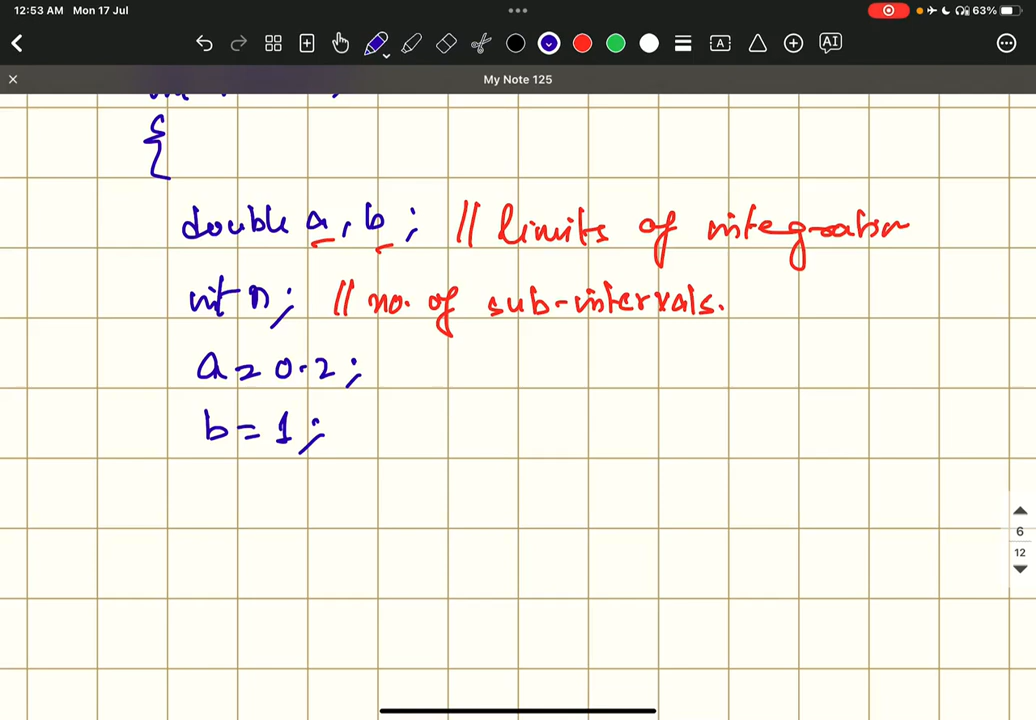 12:53 AM Mon 17 Jul
63%
A
AI
My Note 125
{
double a, b; // limits of integration
int n; // no. of sub-intervals.
a = 0.2;
b = 1;
6
12